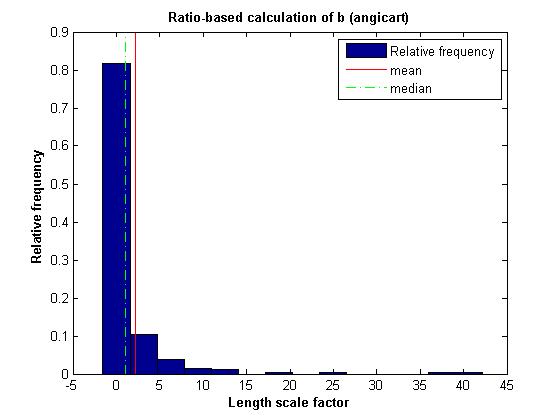 Ratio-based calculation of b (angicart)
Relative frequency
mean
median
0.9
0.8
0.7
0.6
0.5
0.4
0.3
0.2
0.1
0
Relative frequency
-5 0 5 10 15 20 25 30 35 40 45
Length scale factor